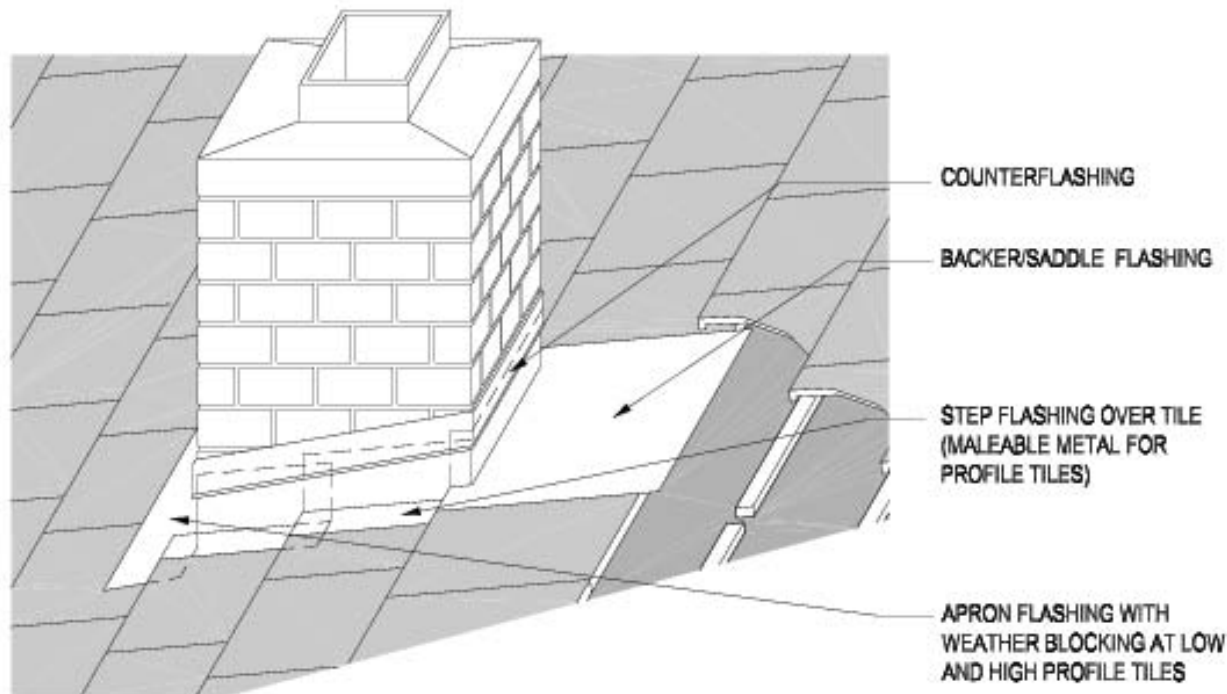 COUNTERFLASHING
BACKER/SADDLE FLASHING
STEP FLASHING OVER TILE
(MALEABLE METAL FOR
PROFILE TILES)
APRON FLASHING WITH
WEATHER BLOCKING AT LOW
AND HIGH PROFILE TILES